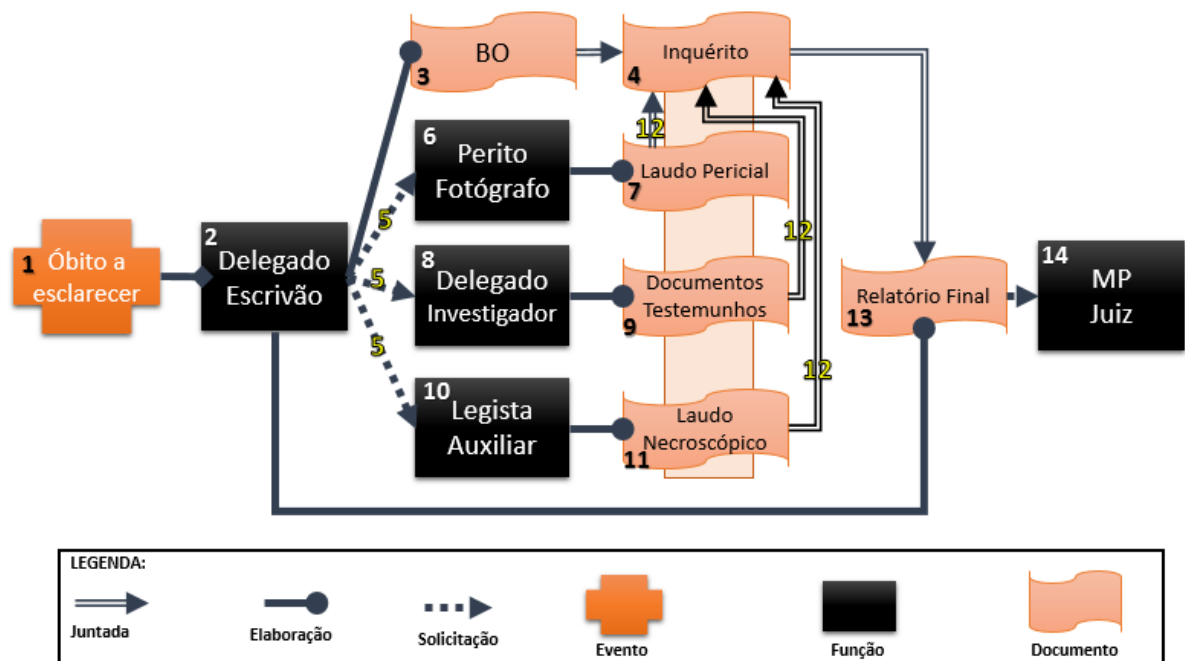 1
Óbito a
esclarecer
2
Delegado
Escrivão
3
BO
4
Inquérito
5
5
5
6
Perito
Fotógrafo
7
Laudo Pericial
8
Delegado
Investigador
9
Documentos
Testemunhos
10
Legista
Auxiliar
11
Laudo
Necroscópico
12
12
12
13
Relatório Final
14
MP
Juiz
LEGENDA:
Juntada
Elaboração
Solicitação
Evento
Função
Documento